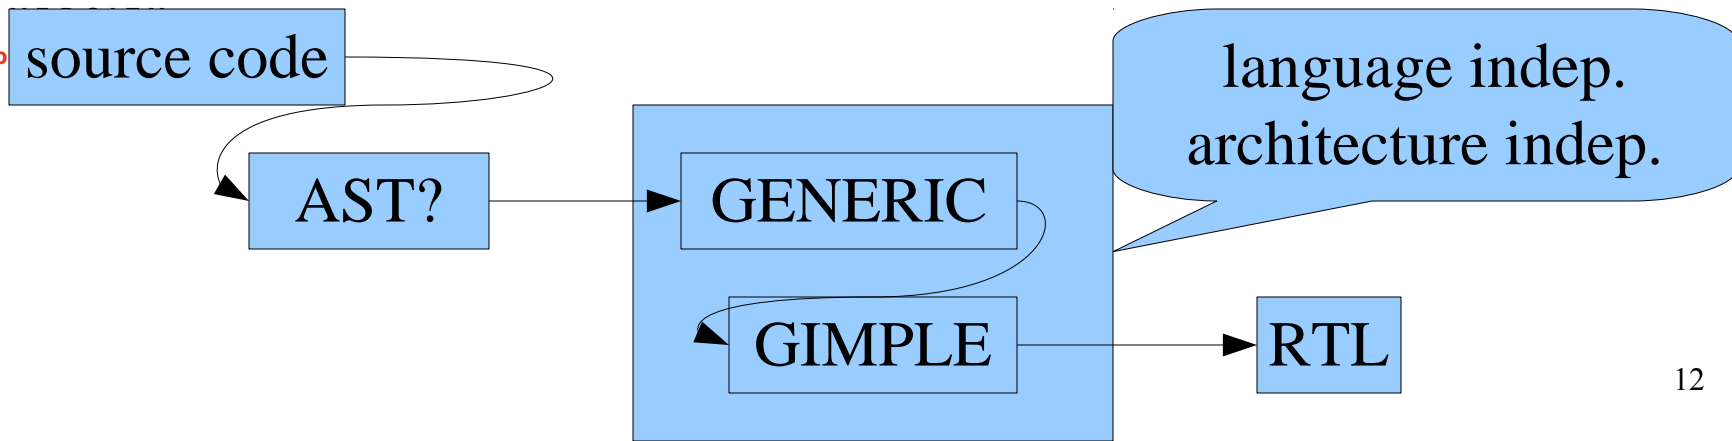 source code
language indep.
architecture indep.
AST?
GENERIC
GIMPLE
RTL
12